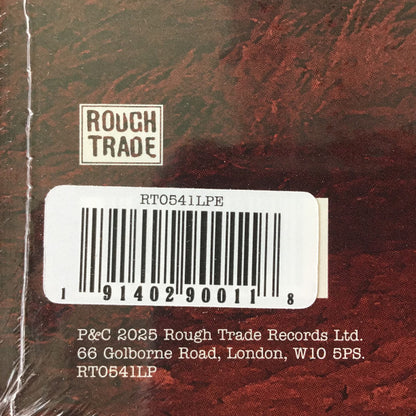 ROUGH
TRADE
RT0541LPE
1 91402 90011 8
P&C 2025 Rough Trade Records Ltd.
66 Golborne Road, London, W10 5PS.
RT0541LP